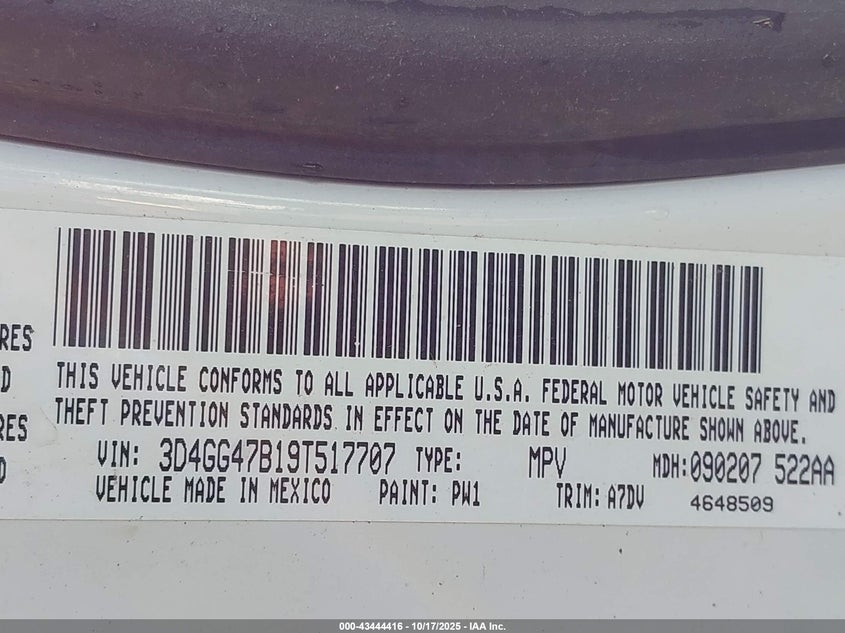 RES
D
RES
D
THIS VEHICLE CONFORMS TO ALL APPLICABLE U.S.A. FEDERAL MOTOR VEHICLE SAFETY AND
THEFT PREVENTION STANDARDS IN EFFECT ON THE DATE OF MANUFACTURE SHOWN ABOVE.
VIN: 3D4GG47B19T517707 TYPE: MPV MDH:090207 522AA
VEHICLE MADE IN MEXICO PAINT: PW1 TRIM: A7DV 4648509
000-43444416 - 10/17/2025 - IAA Inc.